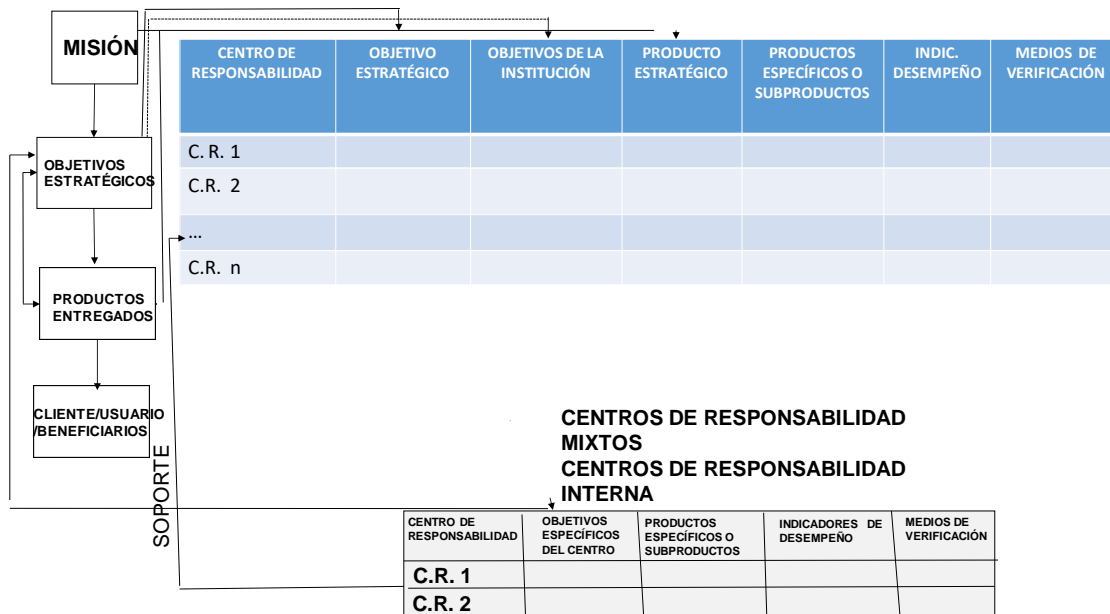 MISIÓN
CENTRO DE
RESPONSABILIDAD
OBJETIVO
ESTRATÉGICO
OBJETIVOS DE LA
INSTITUCIÓN
PRODUCTO
ESTRATÉGICO
PRODUCTOS
ESPECÍFICOS O
SUBPRODUCTOS
INDIC.
DESEMPEÑO
MEDIOS DE
VERIFICACIÓN
C. R. 1
C.R. 2
...
C.R. n
OBJETIVOS
ESTRATÉGICOS
PRODUCTOS
ENTREGADOS
CLIENTE/USUARIO
/BENEFICIARIOS
SOPORTE
CENTROS DE RESPONSABILIDAD
MIXTOS
CENTROS DE RESPONSABILIDAD
INTERNA
CENTRO DE
RESPONSABILIDAD
OBJETIVOS
ESPECÍFICOS
DEL CENTRO
PRODUCTOS
ESPECÍFICOS O
SUBPRODUCTOS
INDICADORES DE
DESEMPEÑO
MEDIOS DE
VERIFICACIÓN
C.R. 1
C.R. 2